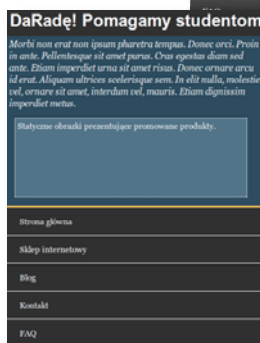 DaRadę! Pomagamy studentom
Morbi non erat non ipsum pharetra tempus. Donec orci. Proin
in ante. Pellentesque sit amet purus. Cras egestas diam sed
ante. Etiam imperdiet urna sit amet risus. Donec ornare arcu
id erat. Aliquam ultrices scelerisque sem. In elit nulla, molestie
vel, ornare sit amet, interdum vel, mauris. Etiam dignissim
imperdiet metus.
Statyczne obrazki prezentujące promowane produkty.
Strona główna
Sklep internetowy
Blog
Kontakt
FAQ